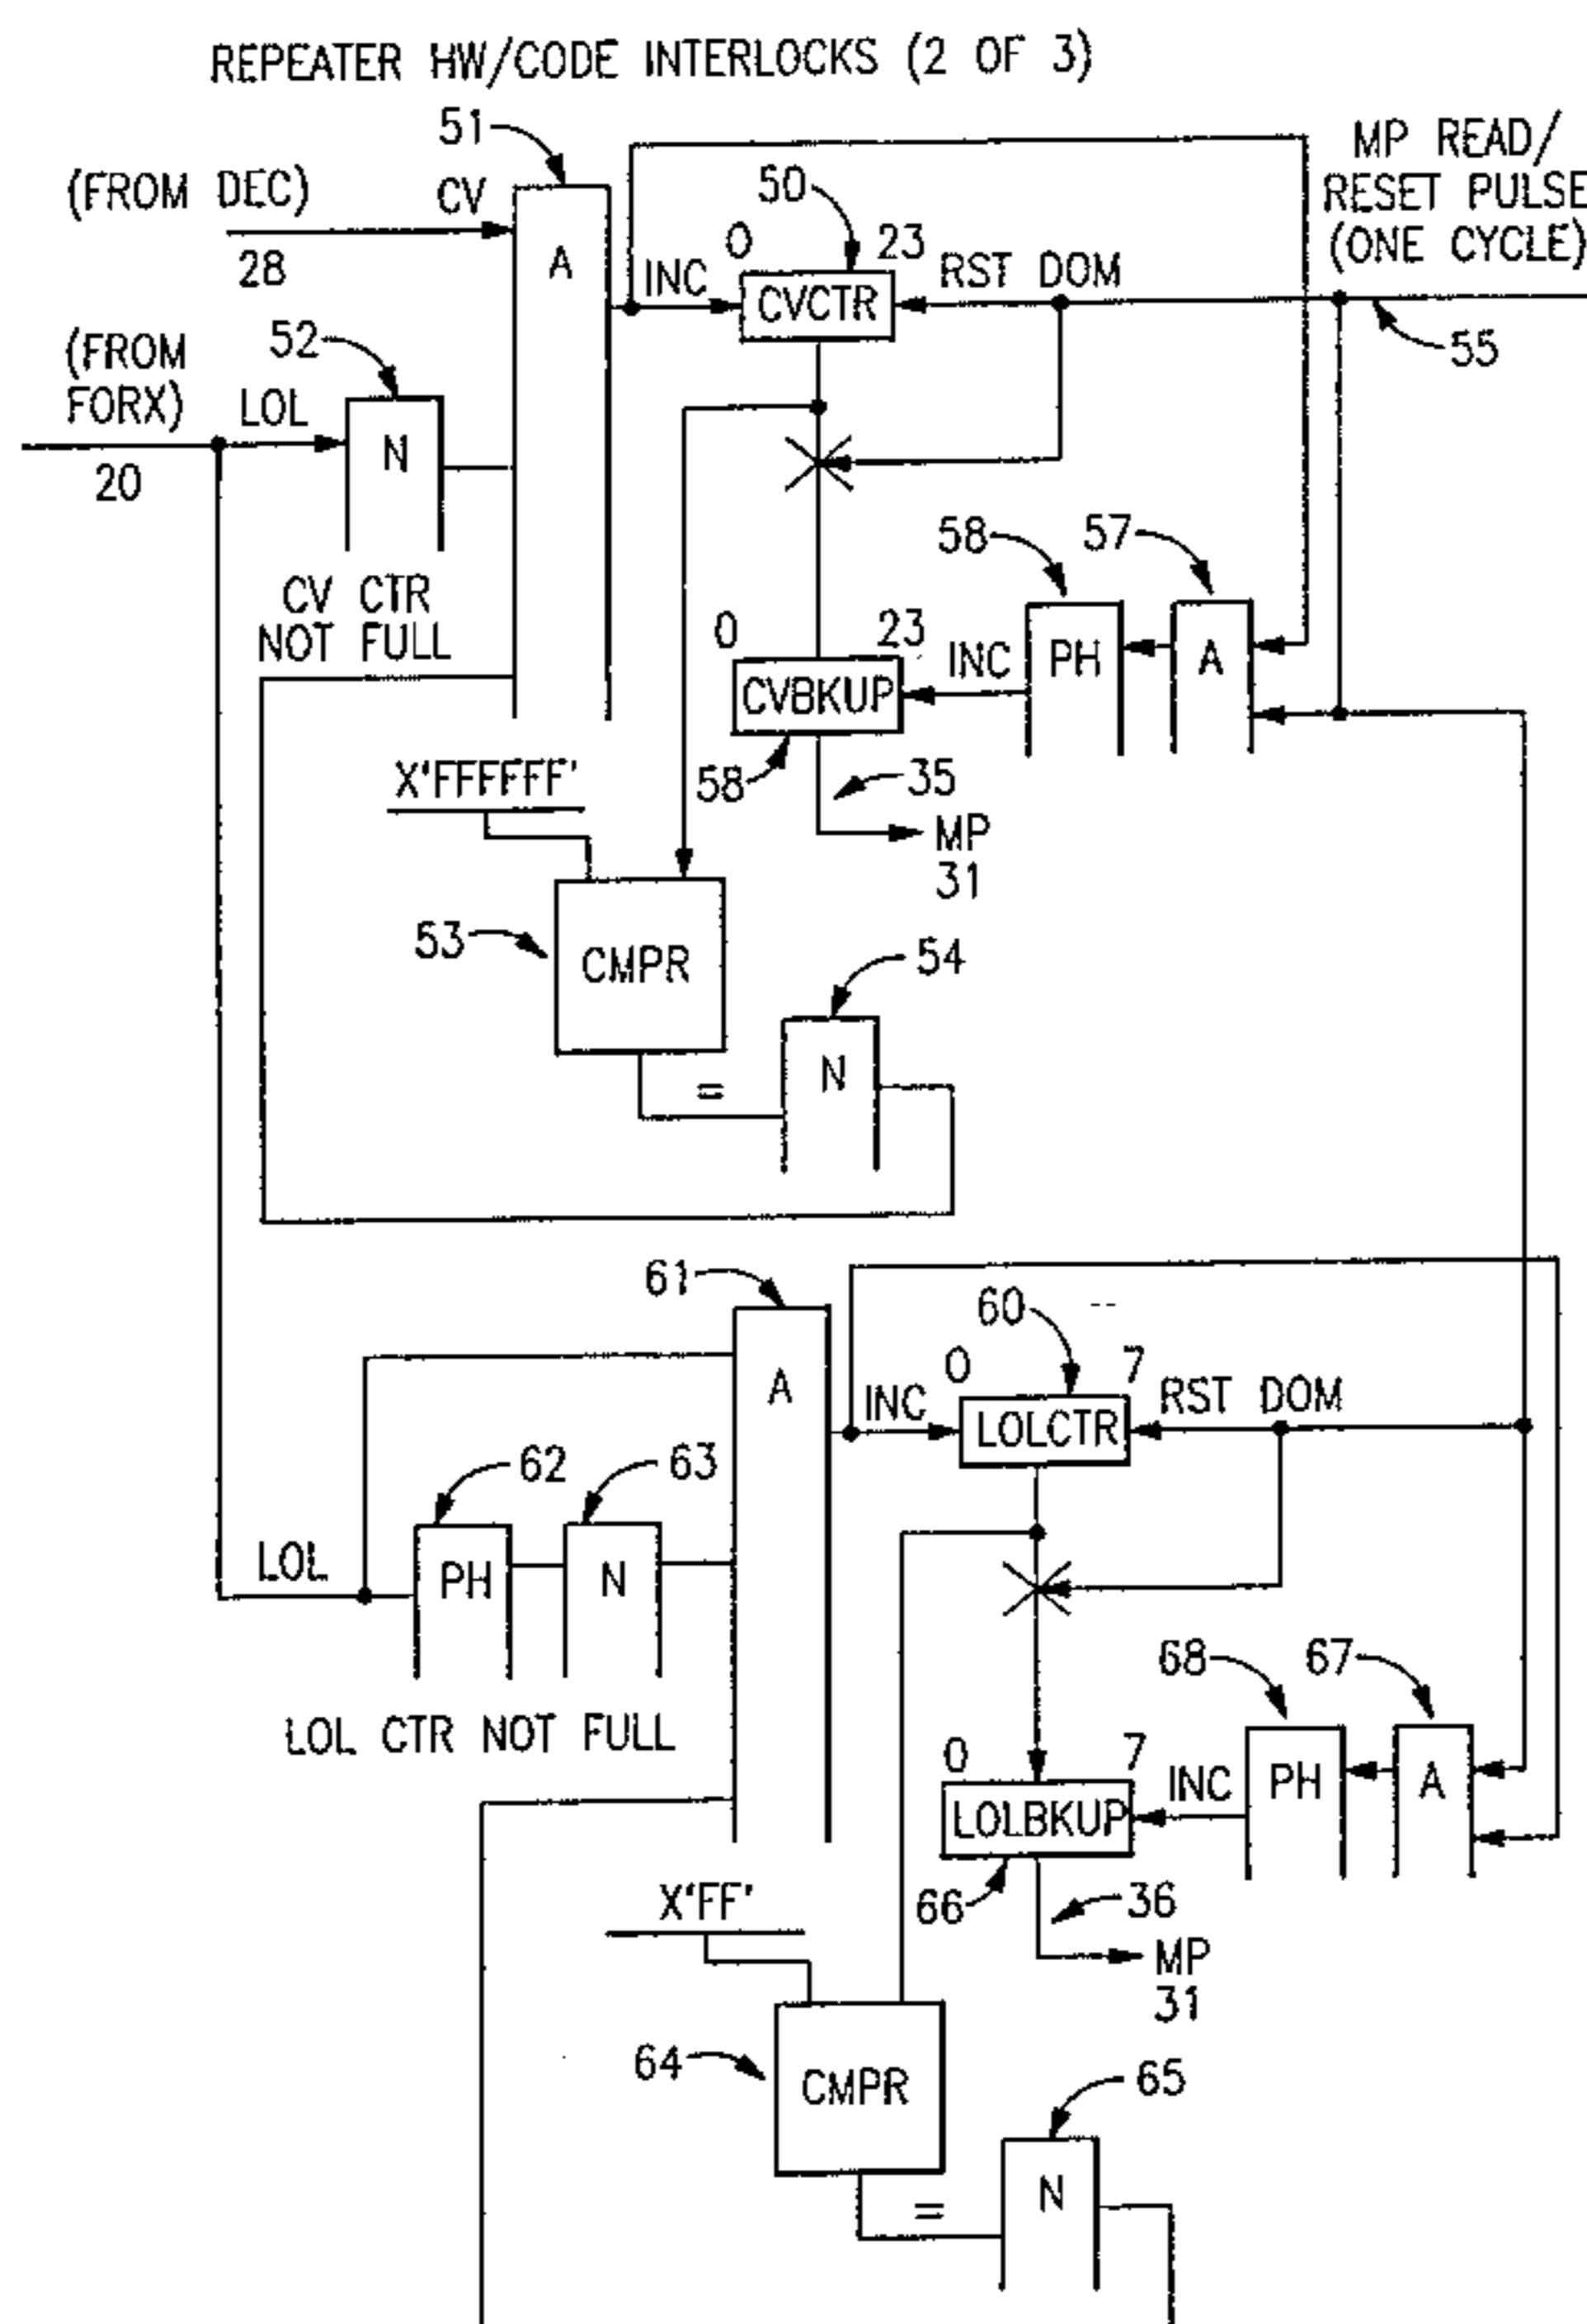 REPEATER HW/CODE INTERLOCKS (2 OF 3)
51
MP READ/
RESET PULSE
(ONE CYCLE)
(FROM DEC)
CV
28
A
50
0
23
INC
CVCTR
RST DOM
55
(FROM
FORX)
LOL
20
52
N
CV CTR
NOT FULL
58
57
0
23
CVBKUP
INC
PH
A
58
35
MP
31
X'FFFFFF'
53
CMPR
=
54
N
61
A
60
--
0
7
INC
LOLCTR
RST DOM
62
63
LOL
PH
N
LOL CTR NOT FULL
68
67
0
7
LOLBKUP
INC
PH
A
66
36
MP
31
X'FF'
64
CMPR
=
65
N